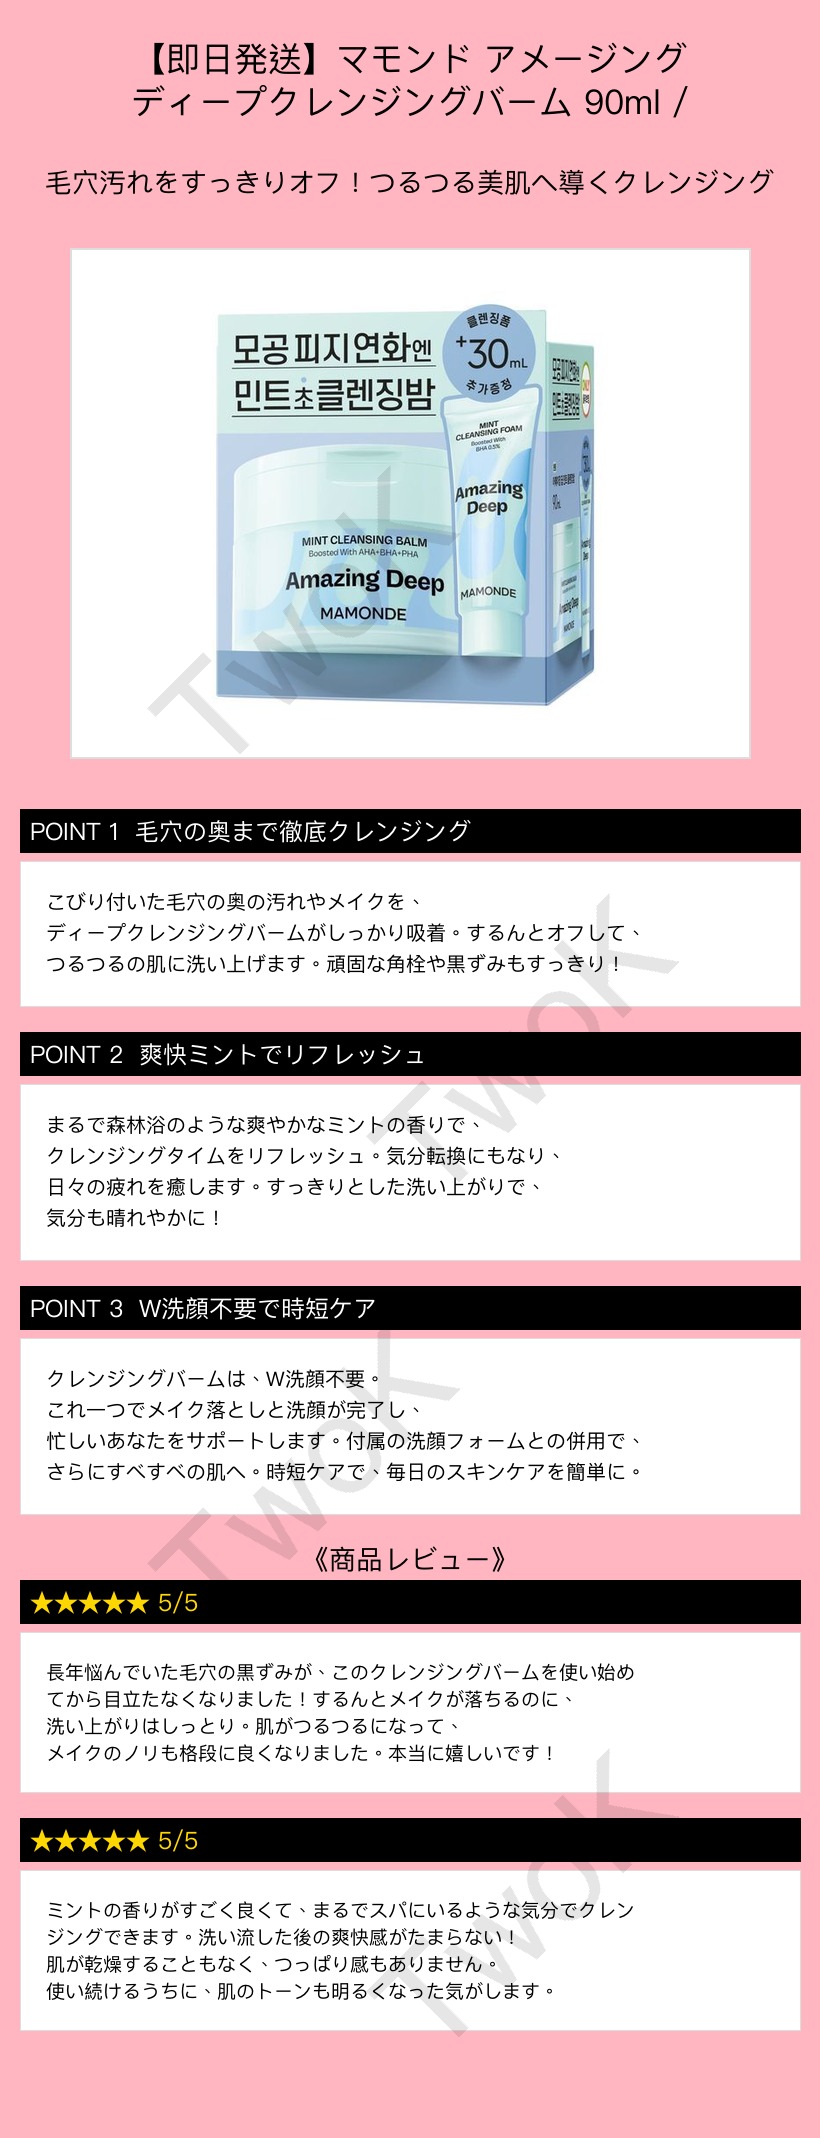 【即日発送】マモンド アメージング
ディープクレンジングバーム 90ml /
毛穴汚れをすっきりオフ！つるつる美肌へ導くクレンジング
모공 피지 연화엔
민트초클렌징밤
클렌징폼
+30mL
추가증정
MINT
CLEANSING FOAM
Boosted With
BHA 0.5%
Amazing
Deep
MAMONDE
MINT CLEANSING BALM
Boosted With AHA+BHA+PHA
Amazing Deep
MAMONDE
모공 피지 연화엔
민트초클렌징밤
TwoK
POINT 1 毛穴の奥まで徹底クレンジング
こびり付いた毛穴の奥の汚れやメイクを、
ディープクレンジングバームがしっかり吸着。するんとオフして、
つるつるの肌に洗い上げます。頑固な角栓や黒ずみもすっきり！
TwoK
POINT 2 爽快ミントでリフレッシュ
まるで森林浴のような爽やかなミントの香りで、
クレンジングタイムをリフレッシュ。気分転換にもなり、
日々の疲れを癒します。すっきりとした洗い上がりで、
気分も晴れやかに！
POINT 3 W洗顔不要で時短ケア
クレンジングバームは、W洗顔不要。
これ一つでメイク落としと洗顔が完了し、
忙しいあなたをサポートします。付属の洗顔フォームとの併用で、
さらにすべすべの肌へ。時短ケアで、毎日のスキンケアを簡単に。
TwoK
《商品レビュー》
★★★★★ 5/5
長年悩んでいた毛穴の黒ずみが、このクレンジングバームを使い始め
てから目立たなくなりました！するんとメイクが落ちるのに、
洗い上がりはしっとり。肌がつるつるになって、
メイクのノリも格段に良くなりました。本当に嬉しいです！
★★★★★ 5/5
ミントの香りがすごく良くて、まるでスパにいるような気分でクレン
ジングできます。洗い流した後の爽快感がたまらない！
肌が乾燥することもなく、つっぱり感もありません。
使い続けるうちに、肌のトーンも明るくなった気がします。
TwoK